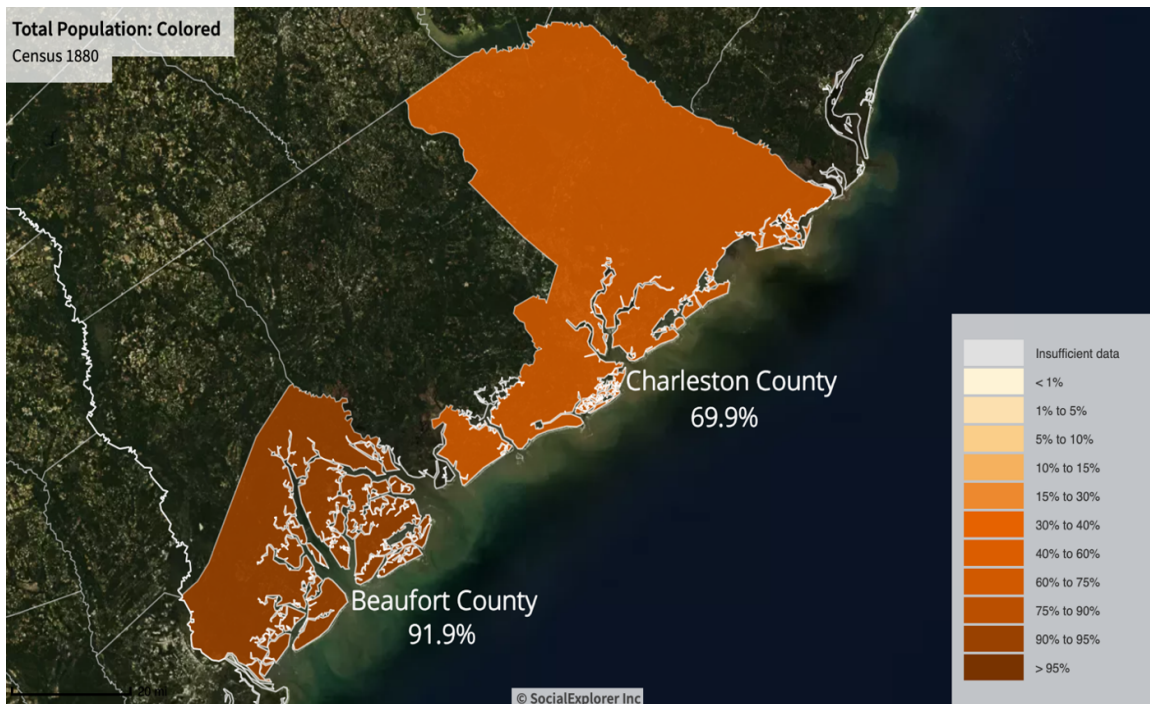 Total Population: Colored
Census 1880
Charleston County
69.9%
Beaufort County
91.9%
Insufficient data
< 1%
1% to 5%
5% to 10%
10% to 15%
15% to 30%
30% to 40%
40% to 60%
60% to 75%
75% to 90%
90% to 95%
> 95%
20 mi
© SocialExplorer Inc